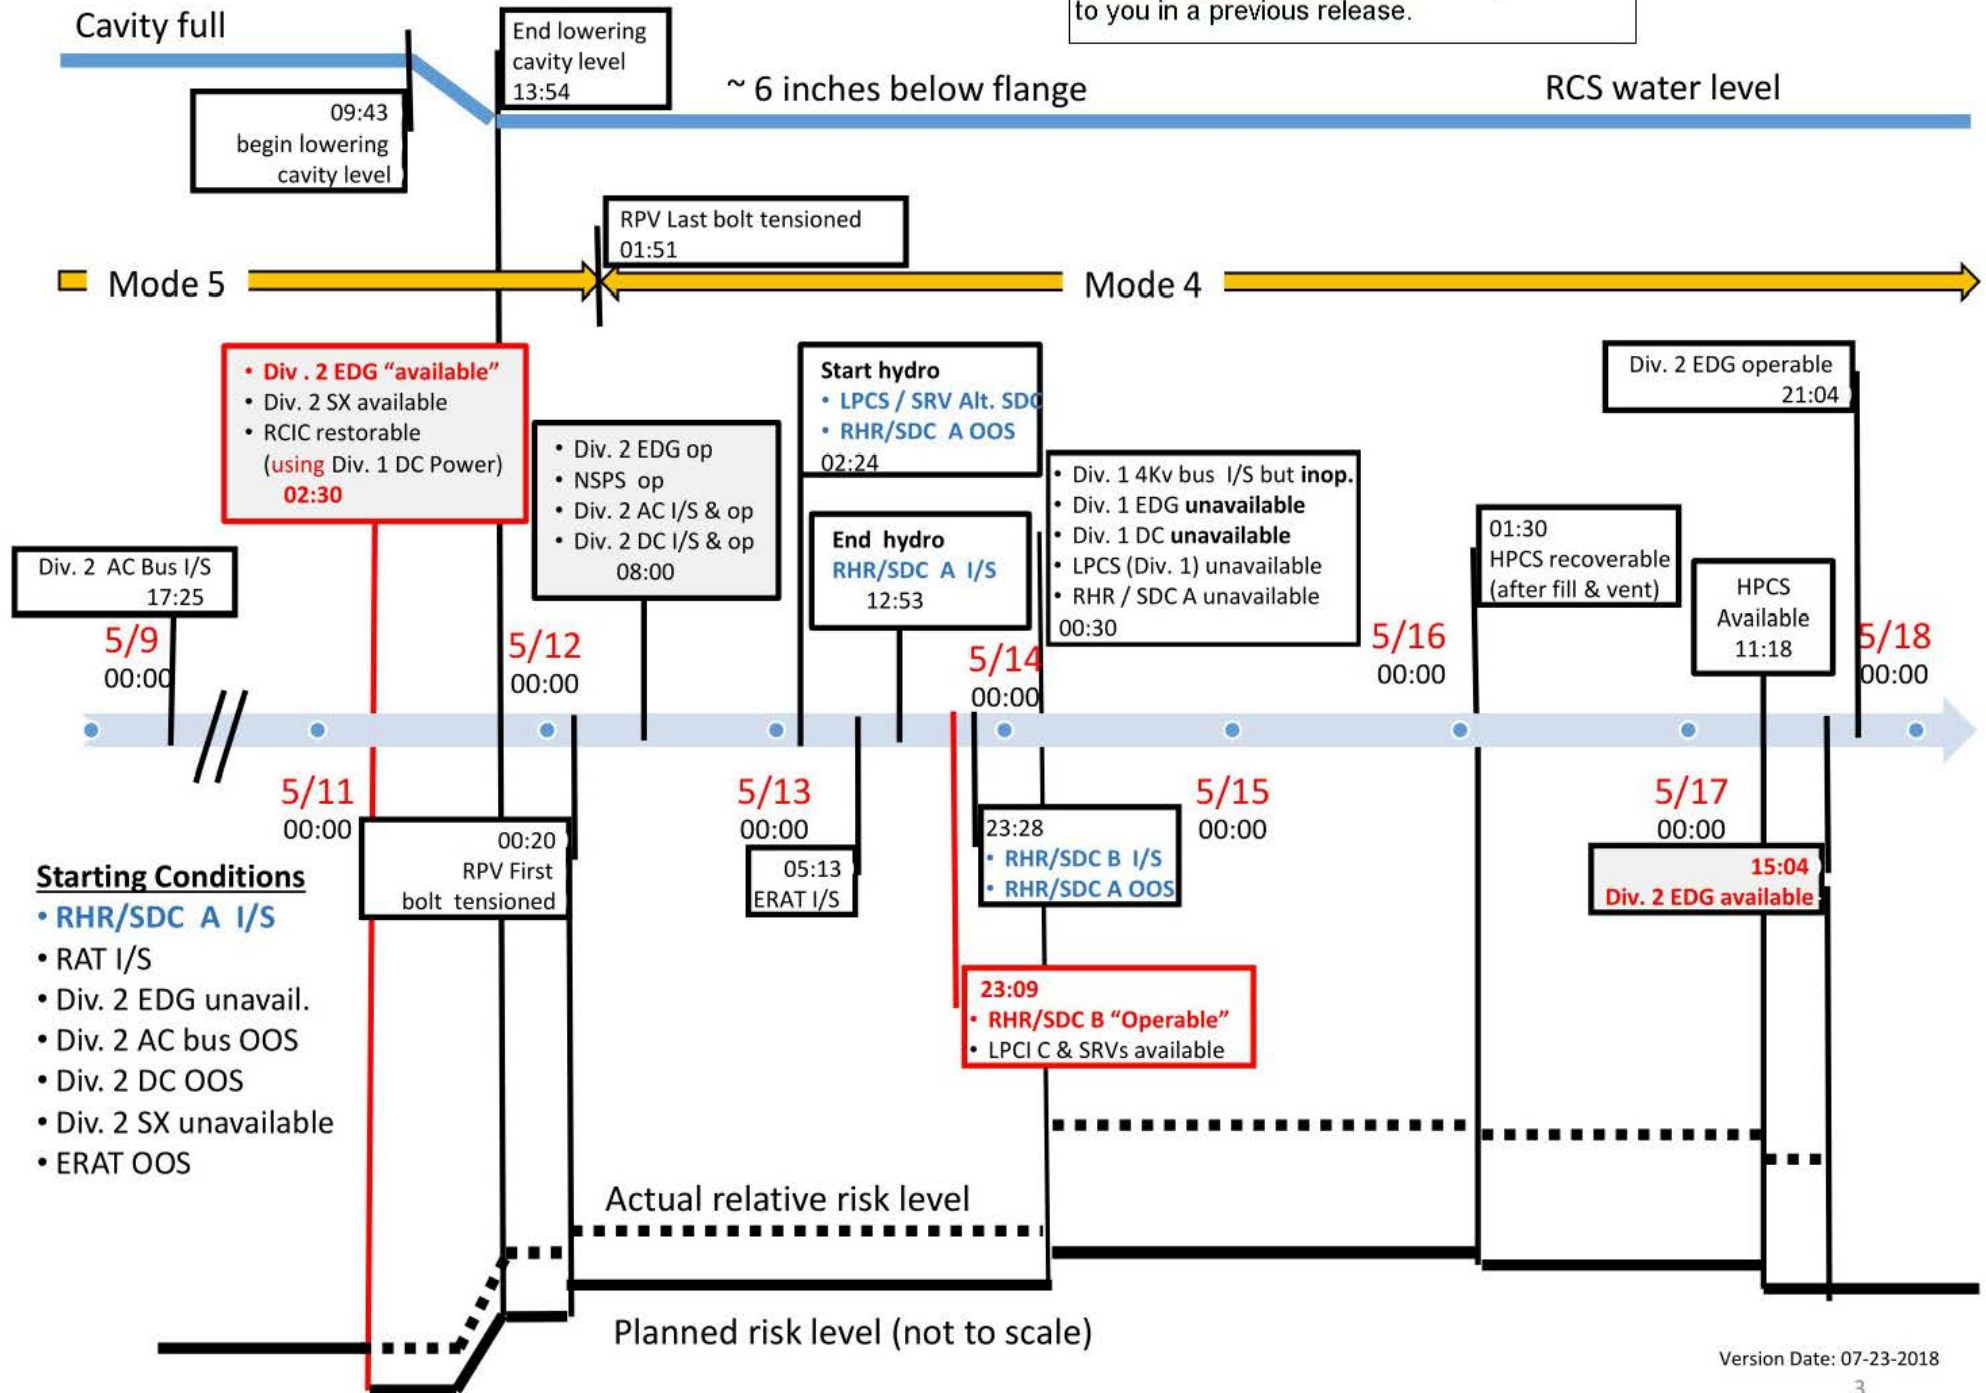 to you in a previous release.
Cavity full
End lowering
cavity level
13:54
~ 6 inches below flange
RCS water level
09:43
begin lowering
cavity level
RPV Last bolt tensioned
01:51
Mode 5
Mode 4
• Div . 2 EDG “available”
• Div. 2 SX available
• RCIC restorable
(using Div. 1 DC Power)
02:30
• Div. 2 EDG op
• NSPS op
• Div. 2 AC I/S & op
• Div. 2 DC I/S & op
08:00
Start hydro
• LPCS / SRV Alt. SDC
• RHR/SDC A OOS
02:24
End hydro
RHR/SDC A I/S
12:53
• Div. 1 4Kv bus I/S but inop.
• Div. 1 EDG unavailable
• Div. 1 DC unavailable
• LPCS (Div. 1) unavailable
• RHR / SDC A unavailable
00:30
01:30
HPCS recoverable
(after fill & vent)
HPCS
Available
11:18
Div. 2 EDG operable
21:04
Div. 2 AC Bus I/S
17:25
5/9
00:00
5/12
00:00
5/14
00:00
5/16
00:00
5/18
00:00
5/11
00:00
5/13
00:00
5/15
00:00
5/17
00:00
00:20
RPV First
bolt tensioned
05:13
ERAT I/S
23:28
• RHR/SDC B I/S
• RHR/SDC A OOS
15:04
Div. 2 EDG available
23:09
• RHR/SDC B “Operable”
• LPCI C & SRVs available
Starting Conditions
• RHR/SDC A I/S
• RAT I/S
• Div. 2 EDG unavail.
• Div. 2 AC bus OOS
• Div. 2 DC OOS
• Div. 2 SX unavailable
• ERAT OOS
Actual relative risk level
Planned risk level (not to scale)
Version Date: 07-23-2018
3